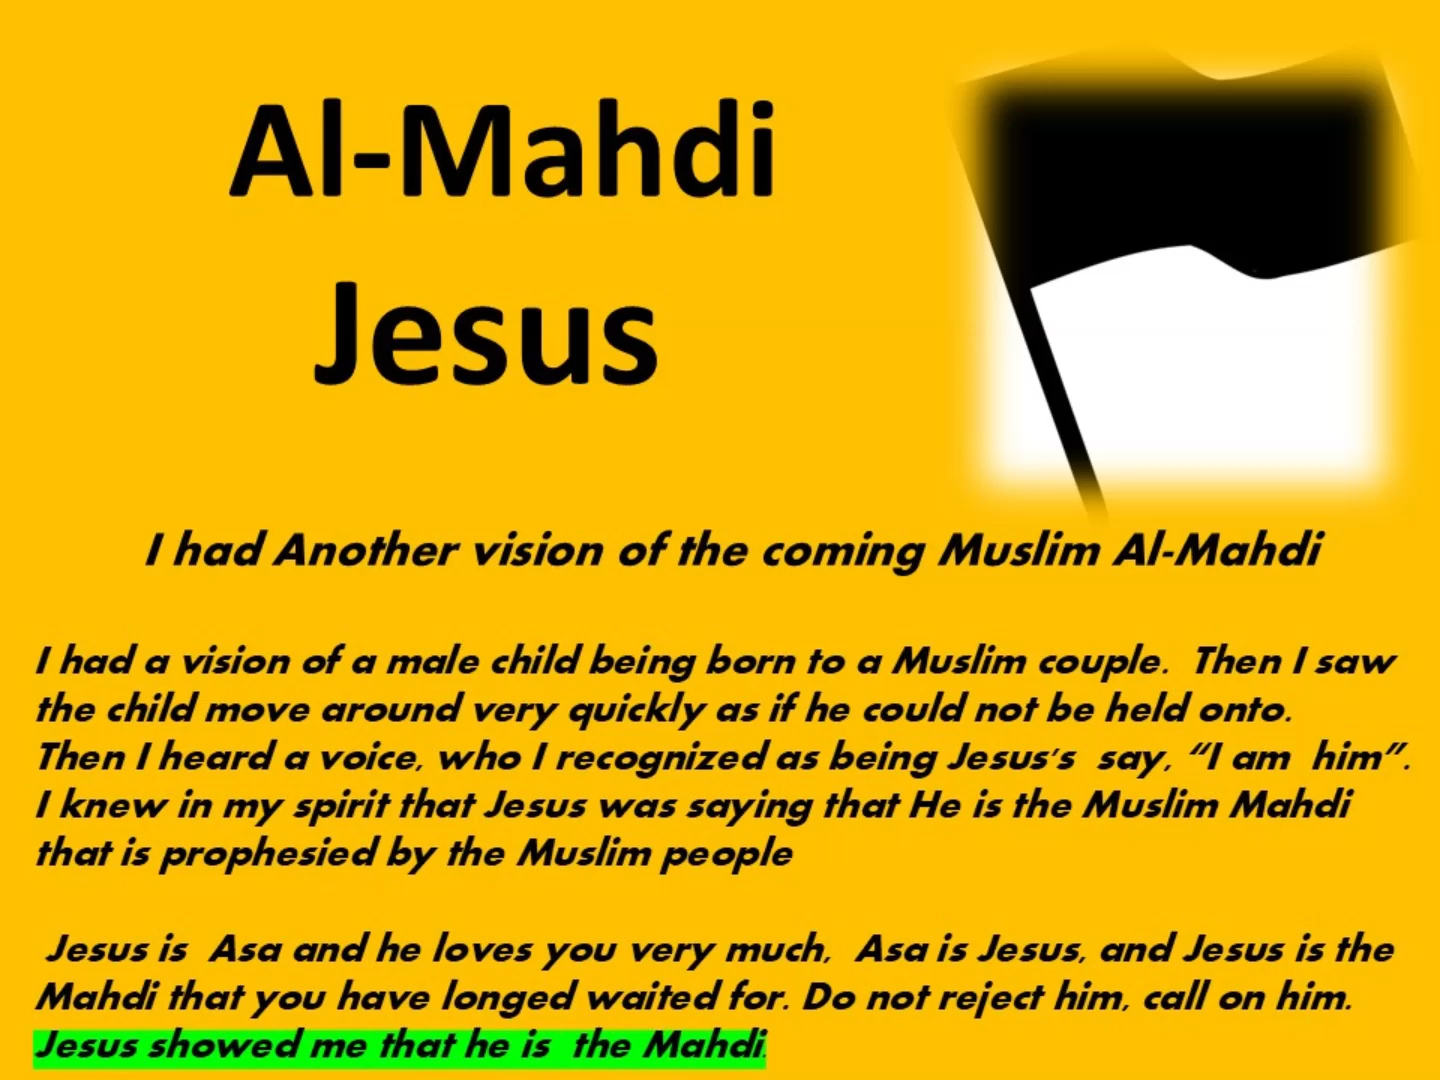 Al-Mahdi
Jesus
I had Another vision of the coming Muslim Al-Mahdi
I had a vision of a male child being born to a Muslim couple. Then I saw
the child move around very quickly as if he could not be held onto.
Then I heard a voice, who I recognized as being Jesus's say, “I am him”.
I knew in my spirit that Jesus was saying that He is the Muslim Mahdi
that is prophesied by the Muslim people
Jesus is Asa and he loves you very much, Asa is Jesus, and Jesus is the
Mahdi that you have longed waited for. Do not reject him, call on him.
Jesus showed me that he is the Mahdi.